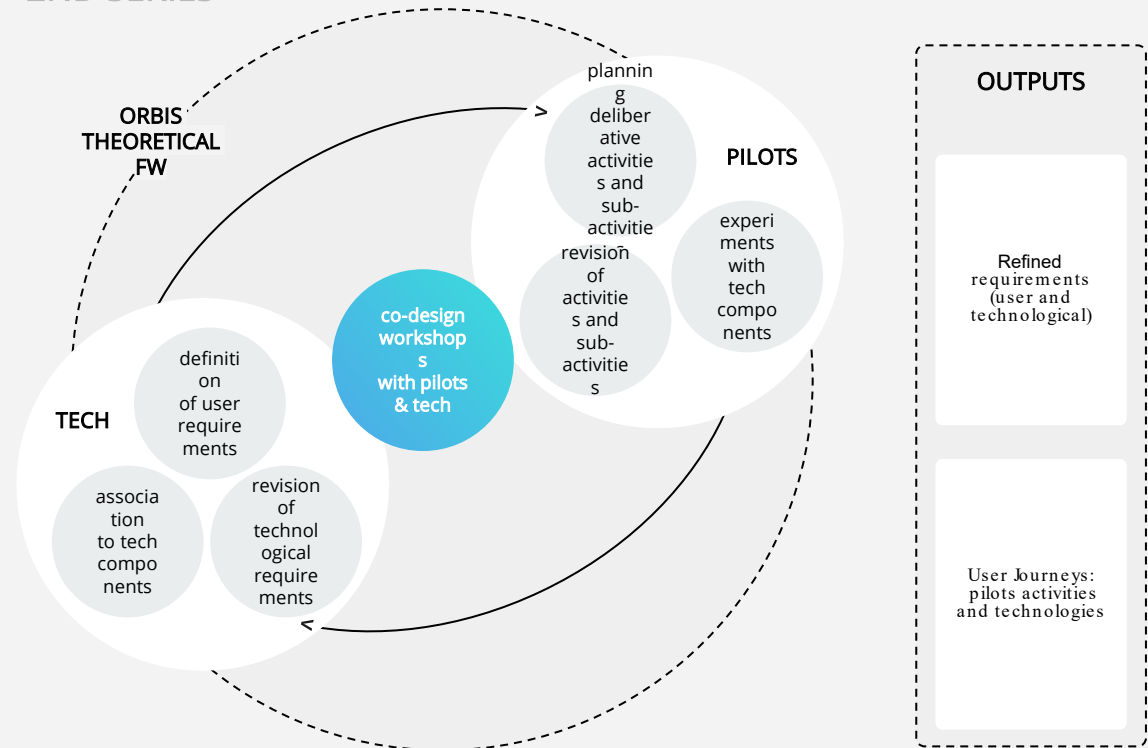 ORBIS
THEORETICAL
FW
plannin
g
deliber
ative
activitie
s and
sub-
activitie
PILOTS
experi
ments
with
tech
compo
nents
revision
of
activitie
s and
sub-
activitie
s
co-design
workshop
s
with pilots
& tech
TECH
definiti
on
of user
require
ments
associa
tion
to tech
compo
nents
revision
of
technol
ogical
require
ments
OUTPUTS
Refined
requirements
(user and
technological)
User Journeys:
pilots activities
and technologies